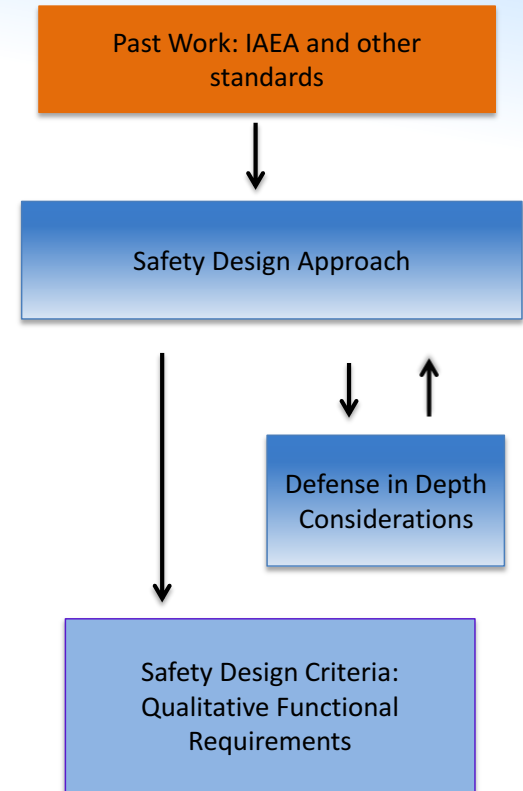 Past Work: IAEA and other
standards
Safety Design Approach
Defense in Depth
Considerations
Safety Design Criteria:
Qualitative Functional
Requirements